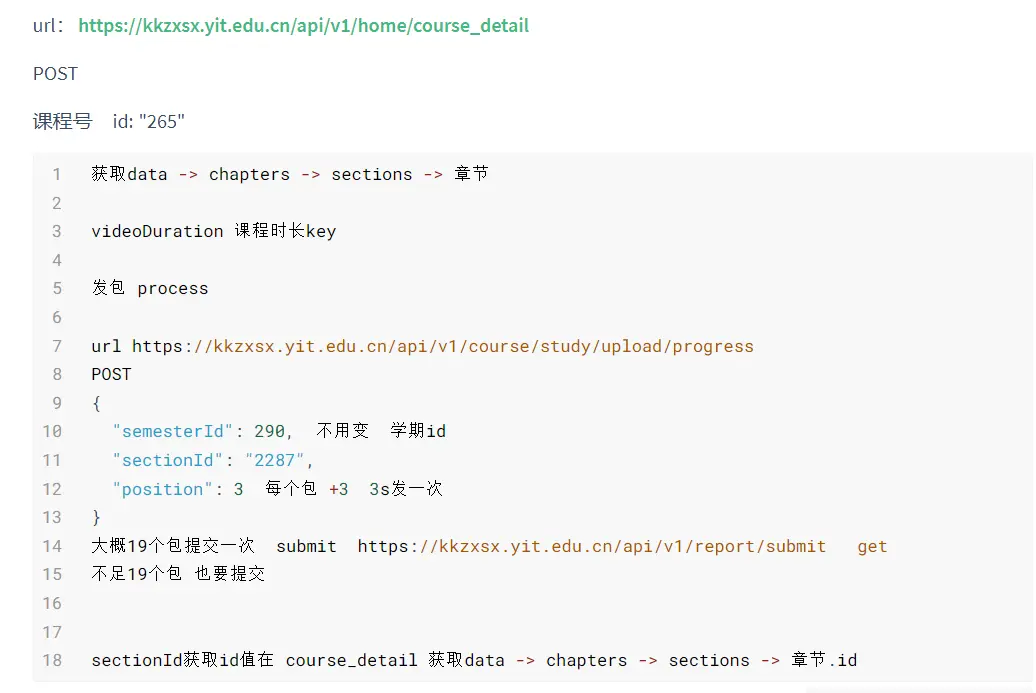 url： https://kkzxsx.yit.edu.cn/api/v1/home/course_detail
POST
课程号 id: "265"
1 获取data -> chapters -> sections -> 章节
2
3 videoDuration 课程时长key
4
5 发包 process
6
7 url https://kkzxsx.yit.edu.cn/api/v1/course/study/upload/progress
8 POST
9 {
10 "semesterId": 290, 不用变 学期id
11 "sectionId": "2287",
12 "position": 3 每个包 +3 3s发一次
13 }
14 大概19个包提交一次 submit https://kkzxsx.yit.edu.cn/api/v1/report/submit get
15 不足19个包 也要提交
16
17
18 sectionId获取id值在 course_detail 获取data -> chapters -> sections -> 章节.id